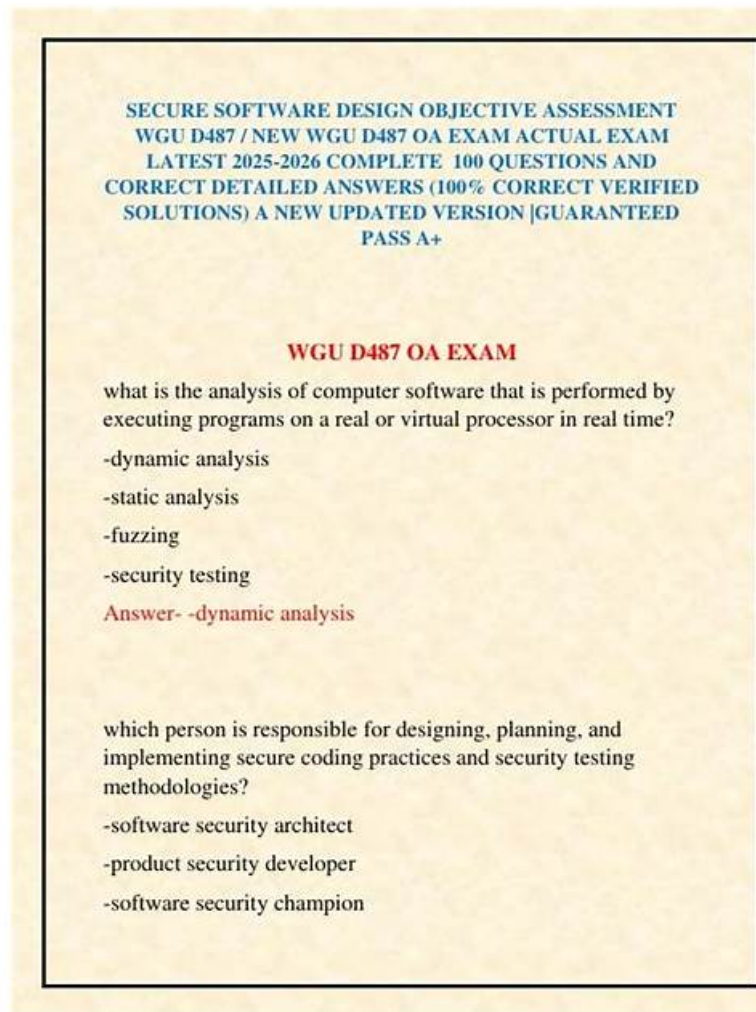 SECURE SOFTWARE DESIGN OBJECTIVE ASSESSMENT
WGU D487 / NEW WGU D487 OA EXAM ACTUAL EXAM
LATEST 2025-2026 COMPLETE 100 QUESTIONS AND
CORRECT DETAILED ANSWERS (100% CORRECT VERIFIED
SOLUTIONS) A NEW UPDATED VERSION |GUARANTEED
PASS A+
WGU D487 OA EXAM
what is the analysis of computer software that is performed by
executing programs on a real or virtual processor in real time?
-dynamic analysis
-static analysis
-fuzzing
-security testing
Answer- -dynamic analysis
which person is responsible for designing, planning, and
implementing secure coding practices and security testing
methodologies?
-software security architect
-product security developer
-software security champion